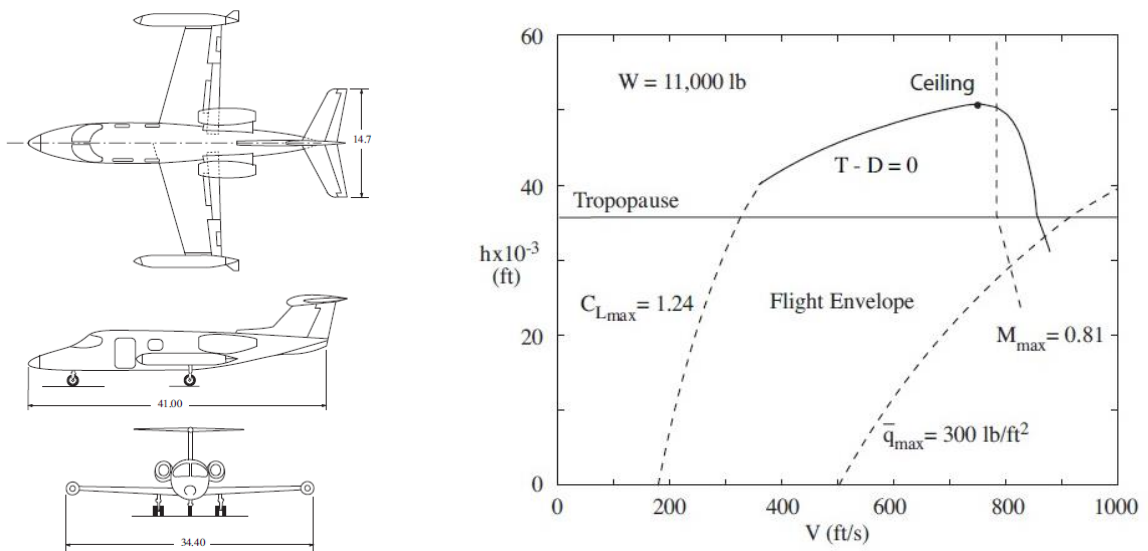 14.7
41.00
34.40
60
W = 11,000 lb
Ceiling
T - D = 0
40
Tropopause
hx10-3
(ft)
CLmax= 1.24
Flight Envelope
20
Mmax= 0.81
q̅max= 300 lb/ft2
0
0 200 400 600 800 1000
V (ft/s)